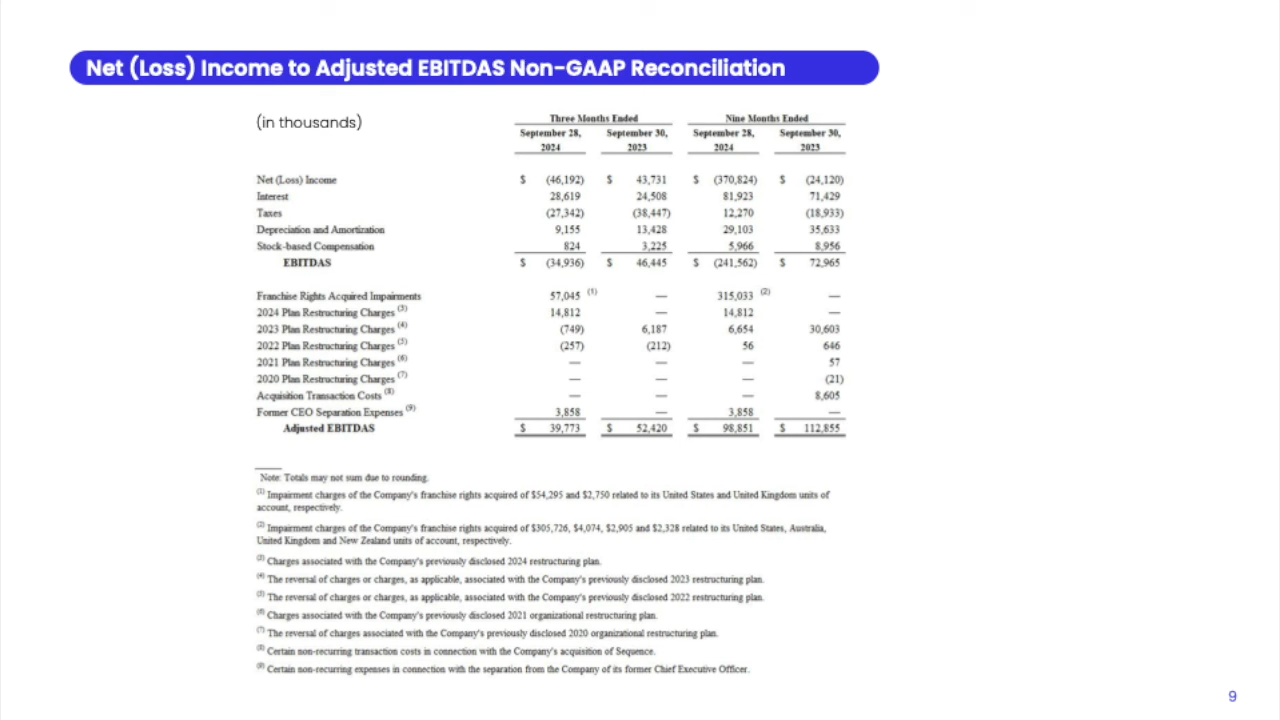 Net (Loss) Income to Adjusted EBITDAS Non-GAAP Reconciliation
(in thousands)
Three Months Ended Nine Months Ended
September 28, September 30, September 28, September 30,
2024 2023 2024 2023
Net (Loss) Income $ (46,192) $ 43,731 $ (370,824) $ (24,120)
Interest 28,619 24,508 81,923 71,429
Taxes (27,342) (38,447) 12,270 (18,933)
Depreciation and Amortization 9,155 13,428 29,103 35,633
Stock-based Compensation 824 3,225 5,966 8,956
EBITDAS $ (34,936) $ 46,445 $ (241,562) $ 72,965
Franchise Rights Acquired Impairments 57,045 (1) — 315,033 (2) —
2024 Plan Restructuring Charges (3) 14,812 — 14,812 —
2023 Plan Restructuring Charges (4) (749) 6,187 6,654 30,603
2022 Plan Restructuring Charges (5) (257) (212) 56 646
2021 Plan Restructuring Charges (6) — — — 57
2020 Plan Restructuring Charges (7) — — — (21)
Acquisition Transaction Costs (8) — — — 8,605
Former CEO Separation Expenses (9) 3,858 — 3,858 —
Adjusted EBITDAS $ 39,773 $ 52,420 $ 98,851 $ 112,855
Note: Totals may not sum due to rounding.
(1) Impairment charges of the Company's franchise rights acquired of $54,295 and $2,750 related to its United States and United Kingdom units of
account, respectively.
(2) Impairment charges of the Company's franchise rights acquired of $305,726, $4,074, $2,905 and $2,328 related to its United States, Australia,
United Kingdom and New Zealand units of account, respectively.
(3) Charges associated with the Company's previously disclosed 2024 restructuring plan.
(4) The reversal of charges or charges, as applicable, associated with the Company's previously disclosed 2023 restructuring plan.
(5) The reversal of charges or charges, as applicable, associated with the Company's previously disclosed 2022 restructuring plan.
(6) Charges associated with the Company's previously disclosed 2021 organizational restructuring plan.
(7) The reversal of charges associated with the Company's previously disclosed 2020 organizational restructuring plan.
(8) Certain non-recurring transaction costs in connection with the Company's acquisition of Sequence.
(9) Certain non-recurring expenses in connection with the separation from the Company of its former Chief Executive Officer.
9